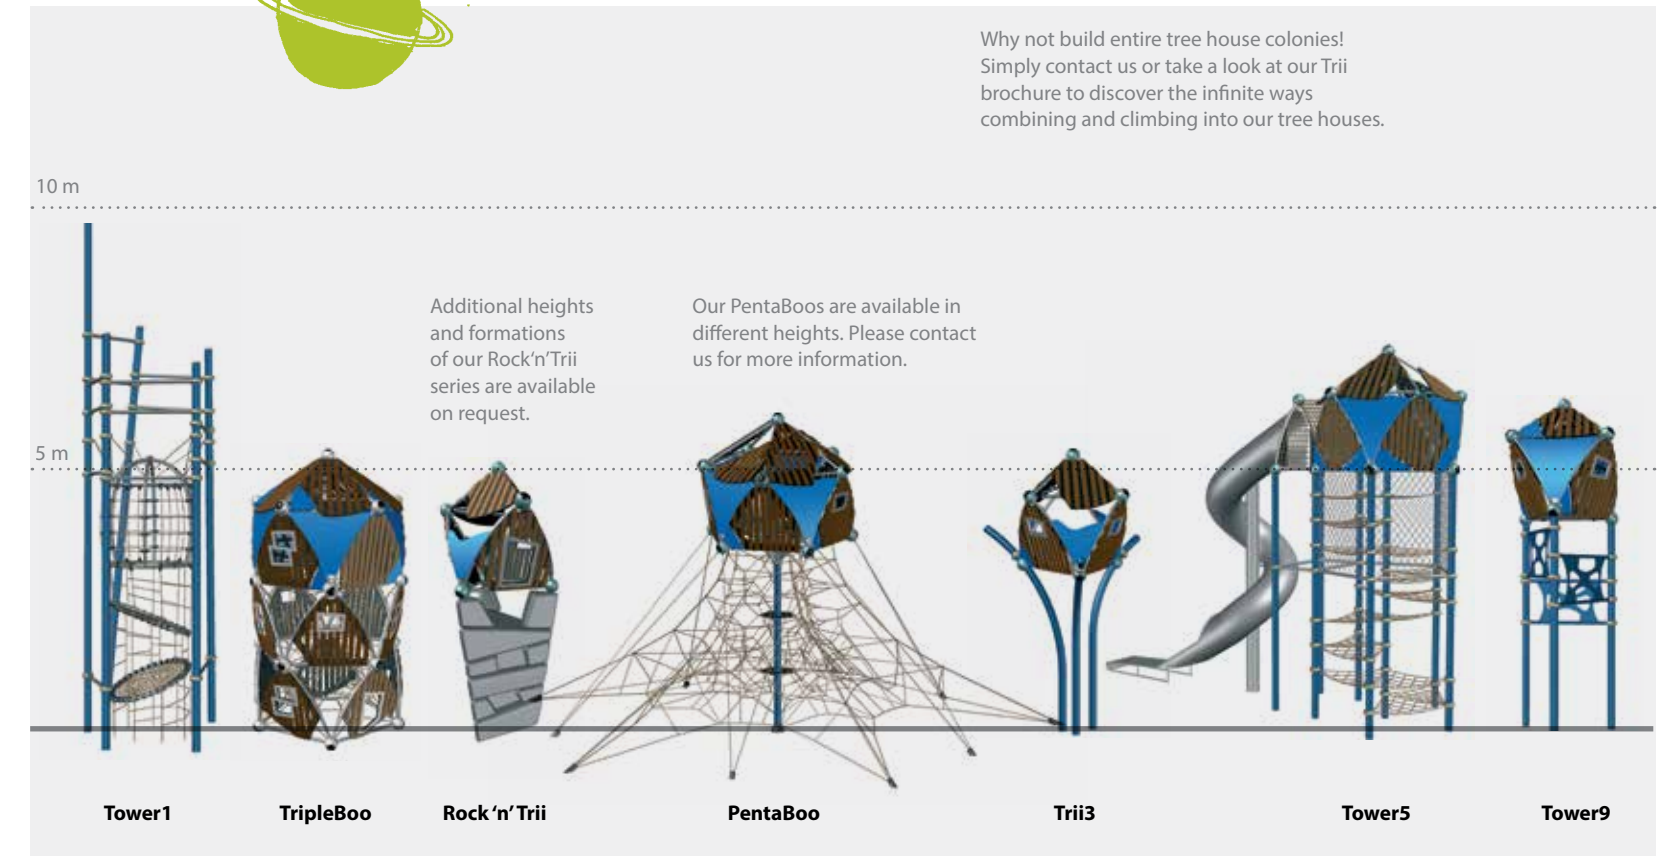 Why not build entire tree house colonies!
Simply contact us or take a look at our Trii
brochure to discover the infinite ways
combining and climbing into our tree houses.
10 m
Additional heights
and formations
of our Rock‘n’Trii
series are available
on request.
Our PentaBoos are available in
different heights. Please contact
us for more information.
5 m
Tower1
TripleBoo
Rock ‘n’ Trii
PentaBoo
Trii3
Tower5
Tower9